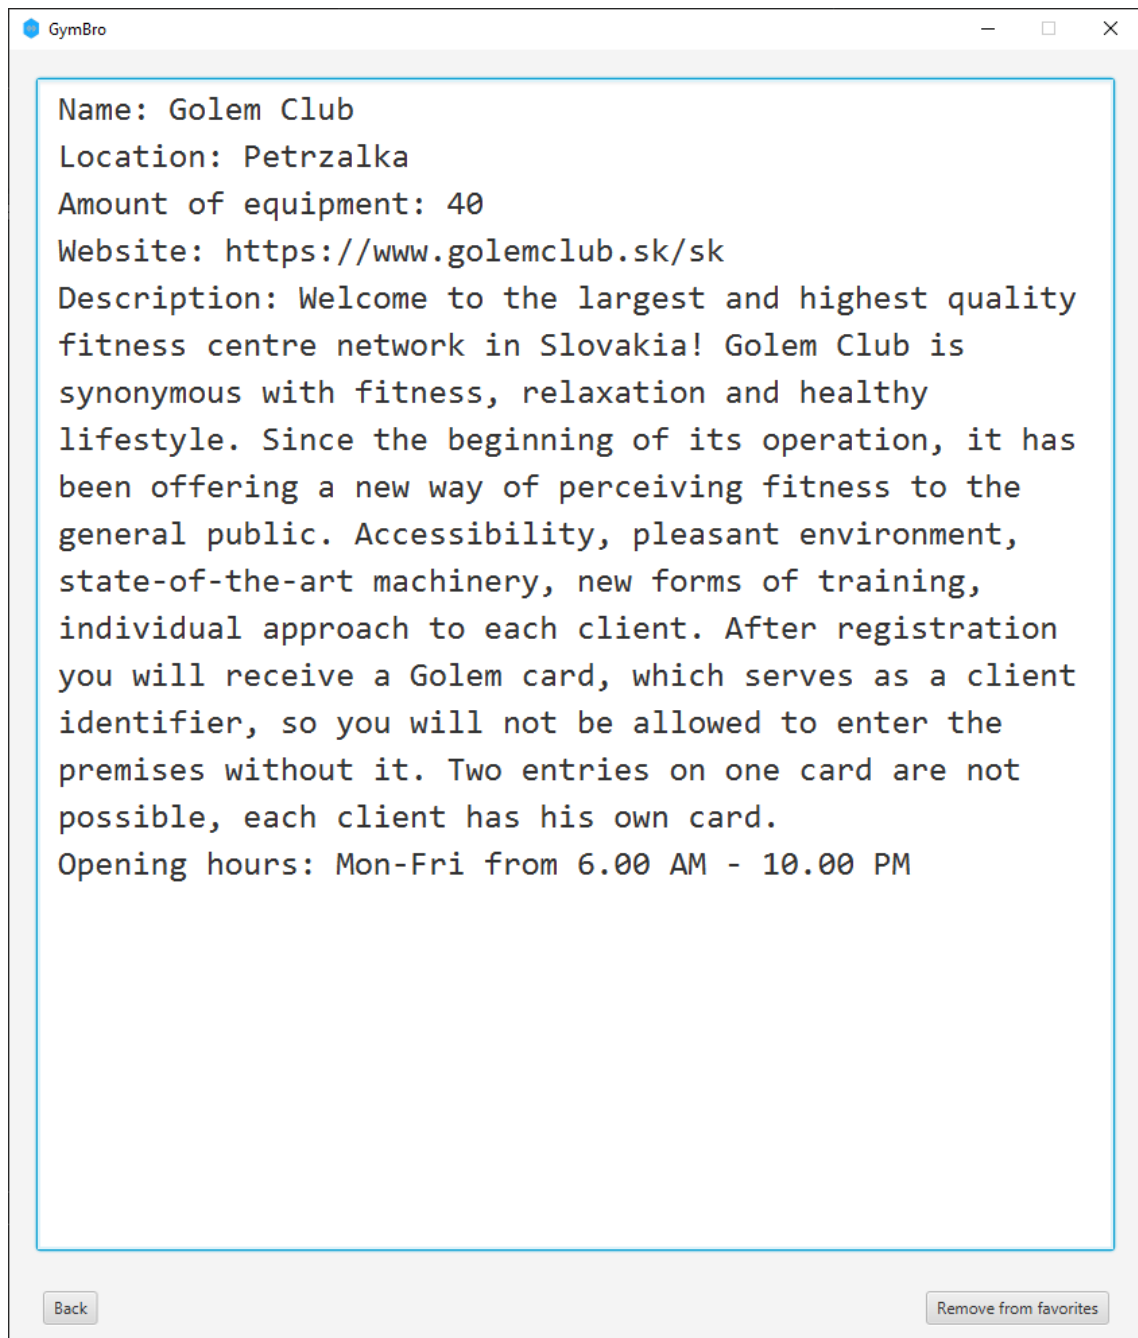 GymBro
Name: Golem Club
Location: Petrzalka
Amount of equipment: 40
Website: https://www.golemclub.sk/sk
Description: Welcome to the largest and highest quality
fitness centre network in Slovakia! Golem Club is
synonymous with fitness, relaxation and healthy
lifestyle. Since the beginning of its operation, it has
been offering a new way of perceiving fitness to the
general public. Accessibility, pleasant environment,
state-of-the-art machinery, new forms of training,
individual approach to each client. After registration
you will receive a Golem card, which serves as a client
identifier, so you will not be allowed to enter the
premises without it. Two entries on one card are not
possible, each client has his own card.
Opening hours: Mon-Fri from 6.00 AM - 10.00 PM
Back
Remove from favorites